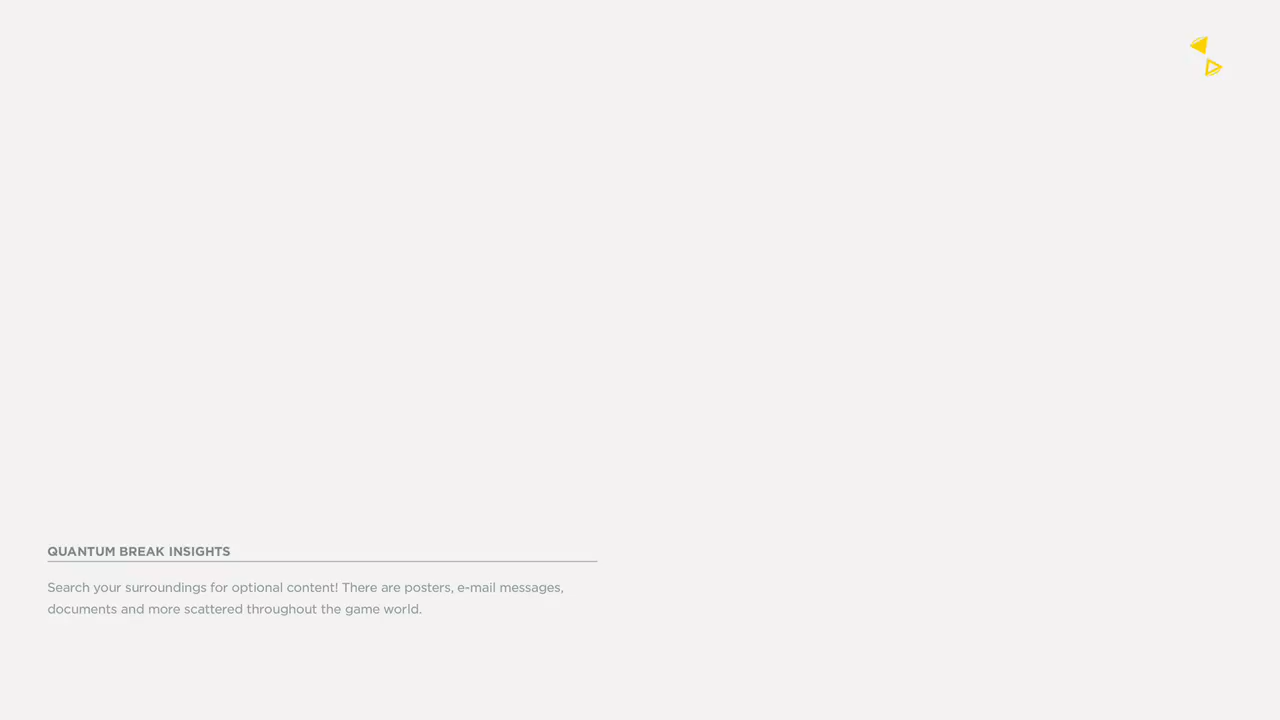 QUANTUM BREAK INSIGHTS
Search your surroundings for optional content! There are posters, e-mail messages,
documents and more scattered throughout the game world.